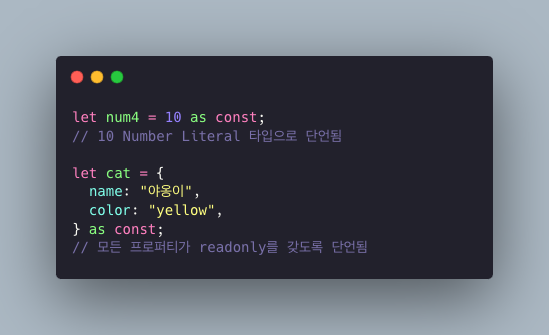 let num4 = 10 as const;
// 10 Number Literal 타입으로 단언됨
let cat = {
name: "야옹이",
color: "yellow",
} as const;
// 모든 프로퍼티가 readonly를 갖도록 단언됨